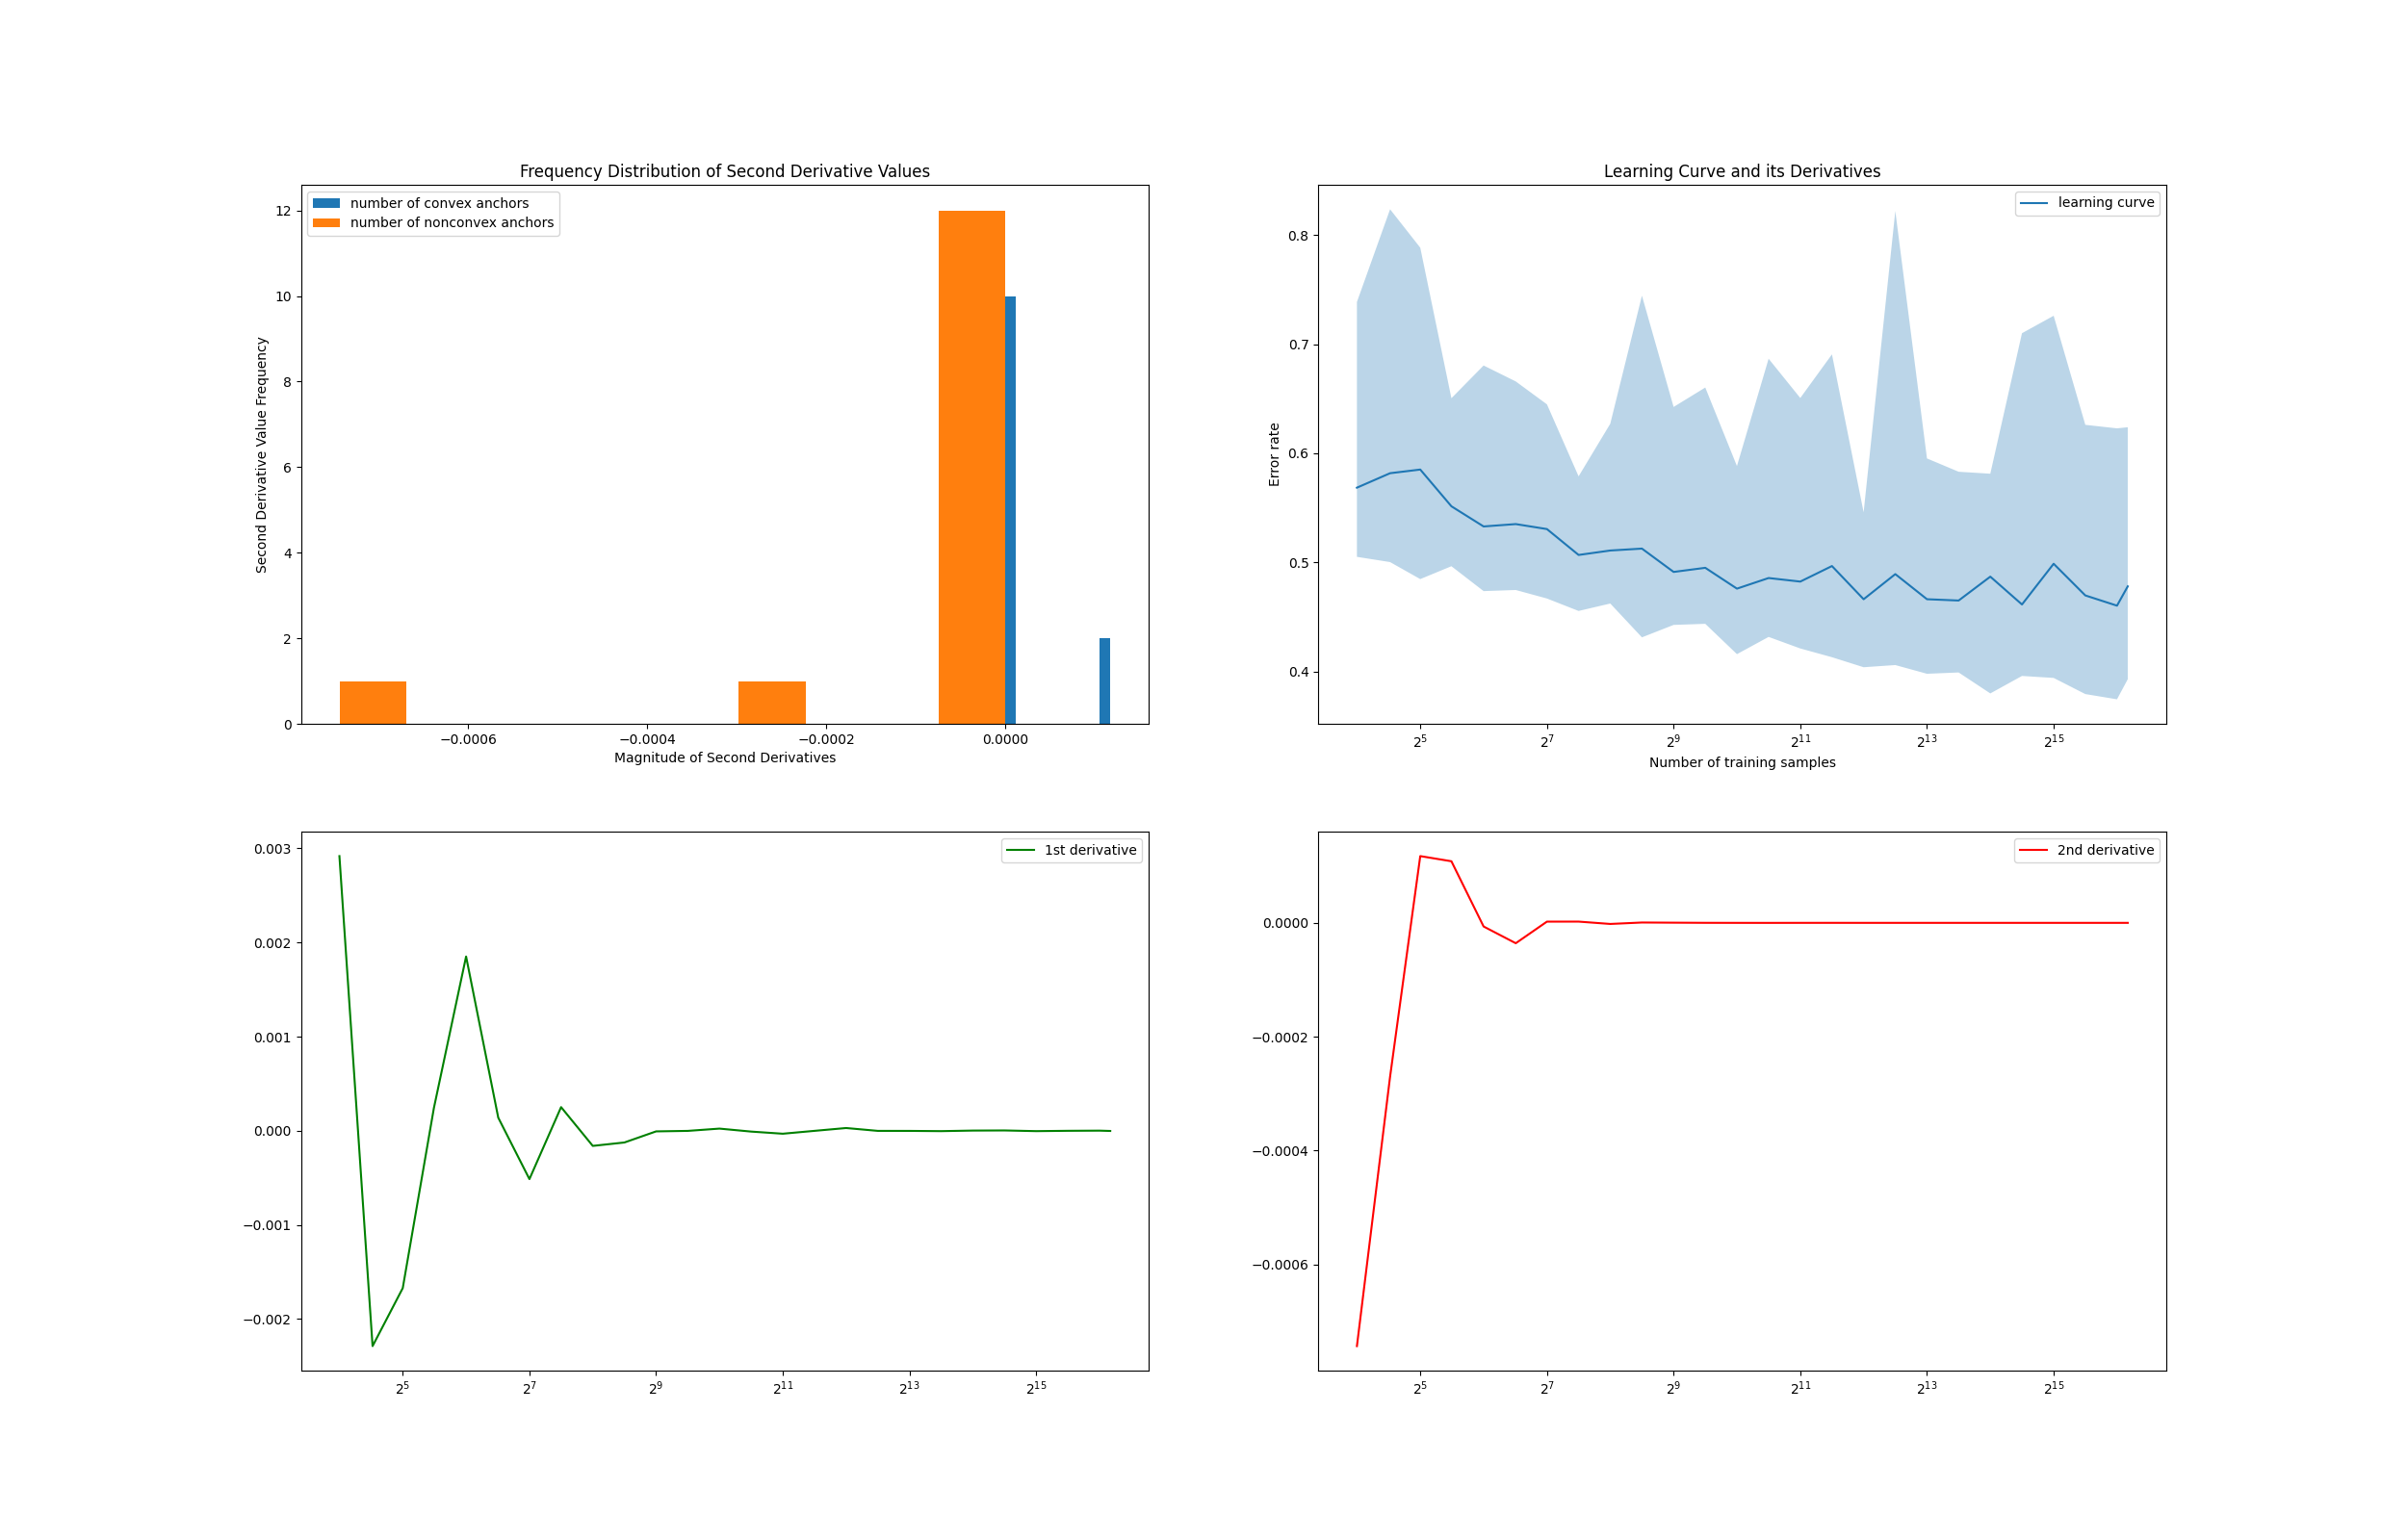 Frequency Distribution of Second Derivative Values
number of convex anchors
number of nonconvex anchors
12
10
8
6
4
2
0
Second Derivative Value Frequency
−0.0006 −0.0004 −0.0002 0.0000
Magnitude of Second Derivatives
Learning Curve and its Derivatives
learning curve
0.8
0.7
0.6
0.5
0.4
Error rate
2^5 2^7 2^9 2^11 2^13 2^15
Number of training samples
1st derivative
0.003
0.002
0.001
0.000
−0.001
−0.002
2^5 2^7 2^9 2^11 2^13 2^15
2nd derivative
0.0000
−0.0002
−0.0004
−0.0006
2^5 2^7 2^9 2^11 2^13 2^15